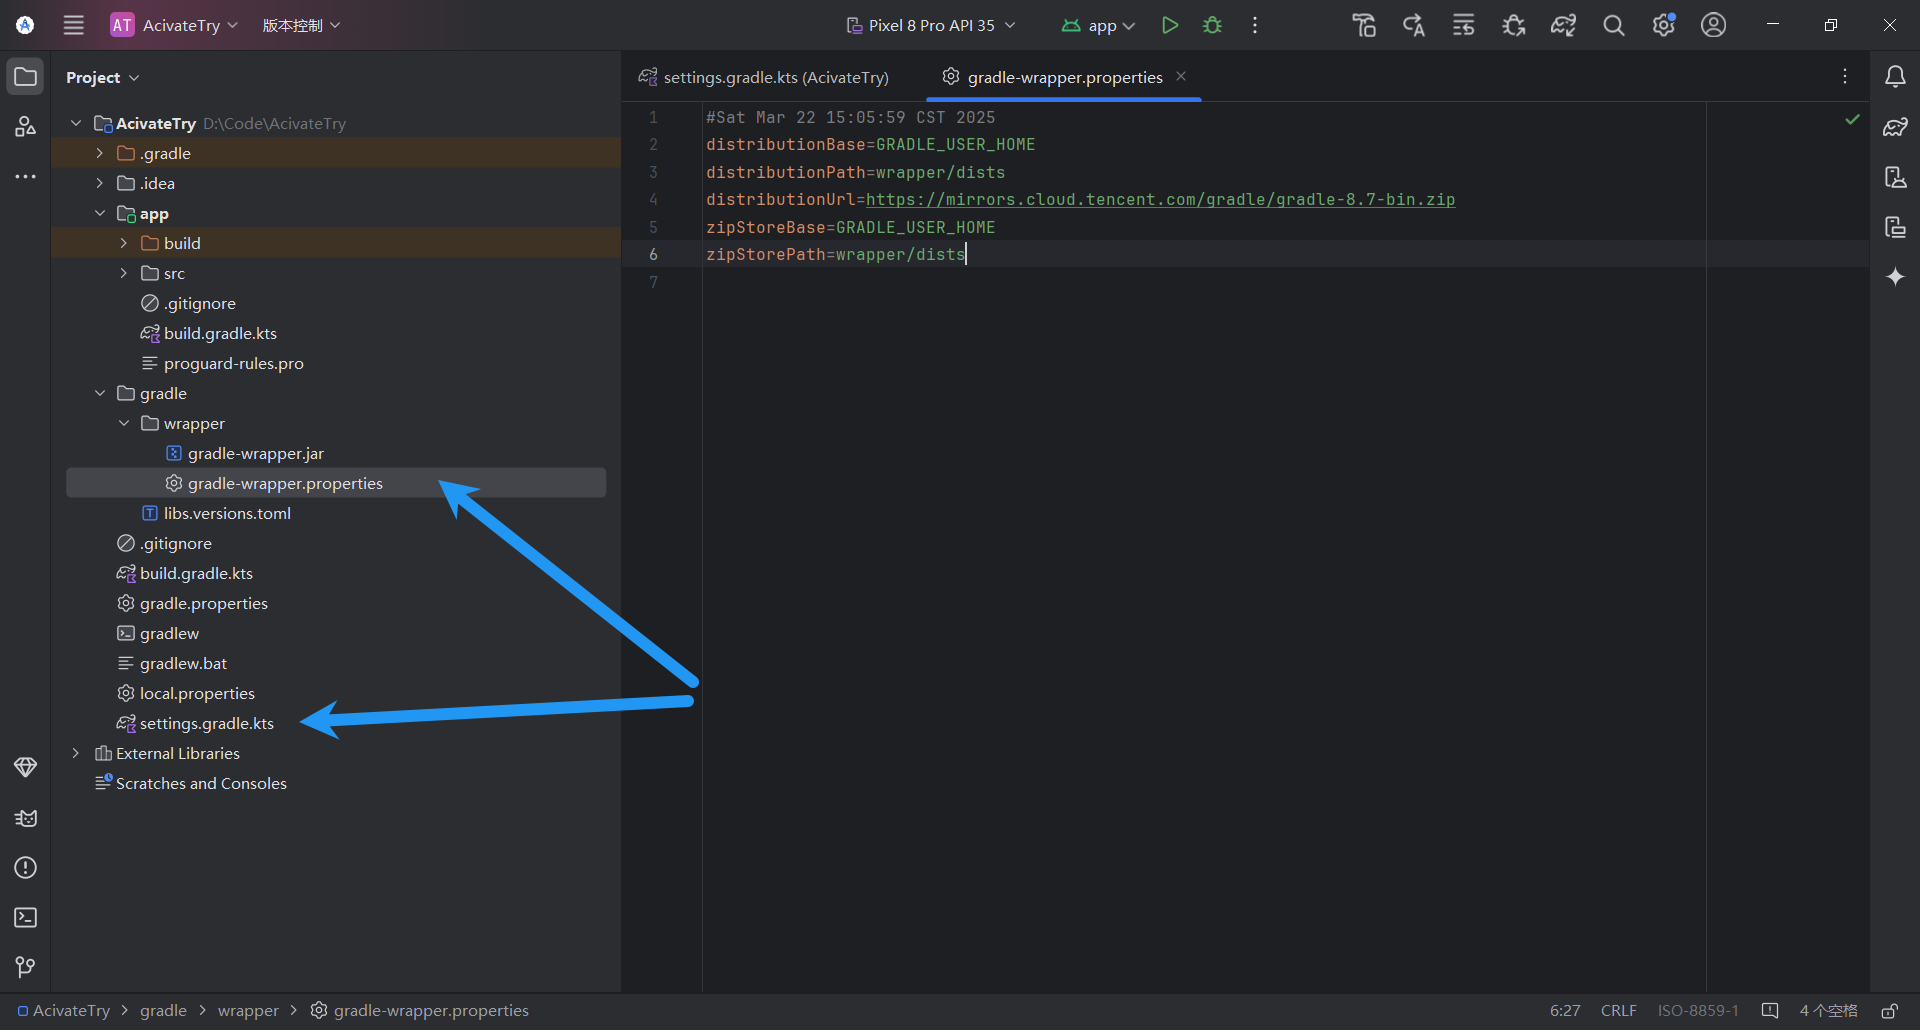 AT AcivateTry 版本控制 Pixel 8 Pro API 35 app
Project
AcivateTry D:\Code\AcivateTry
.gradle
.idea
app
build
src
.gitignore
build.gradle.kts
proguard-rules.pro
gradle
wrapper
gradle-wrapper.jar
gradle-wrapper.properties
libs.versions.toml
.gitignore
build.gradle.kts
gradle.properties
gradlew
gradlew.bat
local.properties
settings.gradle.kts
External Libraries
Scratches and Consoles
settings.gradle.kts (AcivateTry) gradle-wrapper.properties
1 #Sat Mar 22 15:05:59 CST 2025
2 distributionBase=GRADLE_USER_HOME
3 distributionPath=wrapper/dists
4 distributionUrl=https://mirrors.cloud.tencent.com/gradle/gradle-8.7-bin.zip
5 zipStoreBase=GRADLE_USER_HOME
6 zipStorePath=wrapper/dists
7
AcivateTry gradle wrapper gradle-wrapper.properties 6:27 CRLF ISO-8859-1 4 个空格